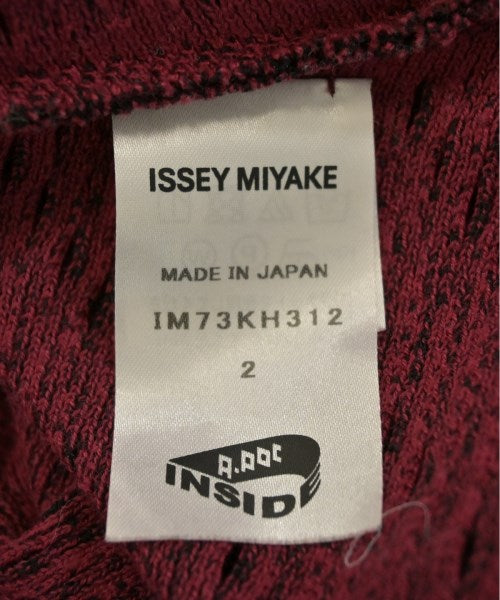 ISSEY MIYAKE
MADE IN JAPAN
IM73KH312
2
A.POC
INSIDE